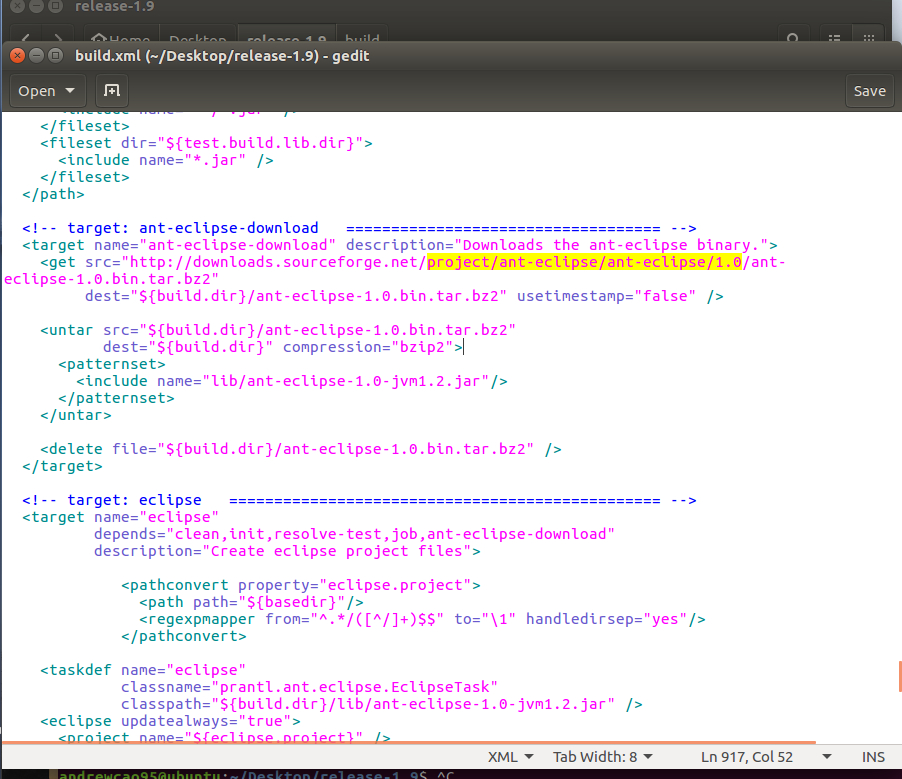 release-1.9
Home Desktop release-1.9 build
build.xml (~/Desktop/release-1.9) - gedit
Open Save
</fileset>
<fileset dir="${test.build.lib.dir}">
<include name="*.jar" />
</fileset>
</path>
<!-- target: ant-eclipse-download =================================== -->
<target name="ant-eclipse-download" description="Downloads the ant-eclipse binary.">
<get src="http://downloads.sourceforge.net/project/ant-eclipse/ant-eclipse/1.0/ant-
eclipse-1.0.bin.tar.bz2"
dest="${build.dir}/ant-eclipse-1.0.bin.tar.bz2" usetimestamp="false" />
<untar src="${build.dir}/ant-eclipse-1.0.bin.tar.bz2"
dest="${build.dir}" compression="bzip2">
<patternset>
<include name="lib/ant-eclipse-1.0-jvm1.2.jar"/>
</patternset>
</untar>
<delete file="${build.dir}/ant-eclipse-1.0.bin.tar.bz2" />
</target>
<!-- target: eclipse ================================================ -->
<target name="eclipse"
depends="clean,init,resolve-test,job,ant-eclipse-download"
description="Create eclipse project files">
<pathconvert property="eclipse.project">
<path path="${basedir}"/>
<regexpmapper from="^.*/([^/]+)$$" to="\1" handledirsep="yes"/>
</pathconvert>
<taskdef name="eclipse"
classname="prantl.ant.eclipse.EclipseTask"
classpath="${build.dir}/lib/ant-eclipse-1.0-jvm1.2.jar" />
<eclipse updatealways="true">
<project name="${eclipse.project}" />
XML Tab Width: 8 Ln 917, Col 52 INS
andrewcao95@ubuntu:~/Desktop/release-1.9$ ^C